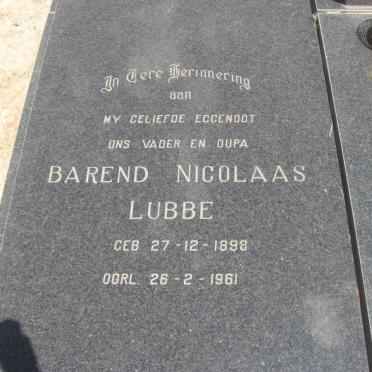 In Tere Herinnering
aan
MY GELIEFDE EGGENOOT
ONS VADER EN OUPA
BAREND NICOLAAS
LUBBE
GEB 27-12-1898
OORL. 26-2-1961